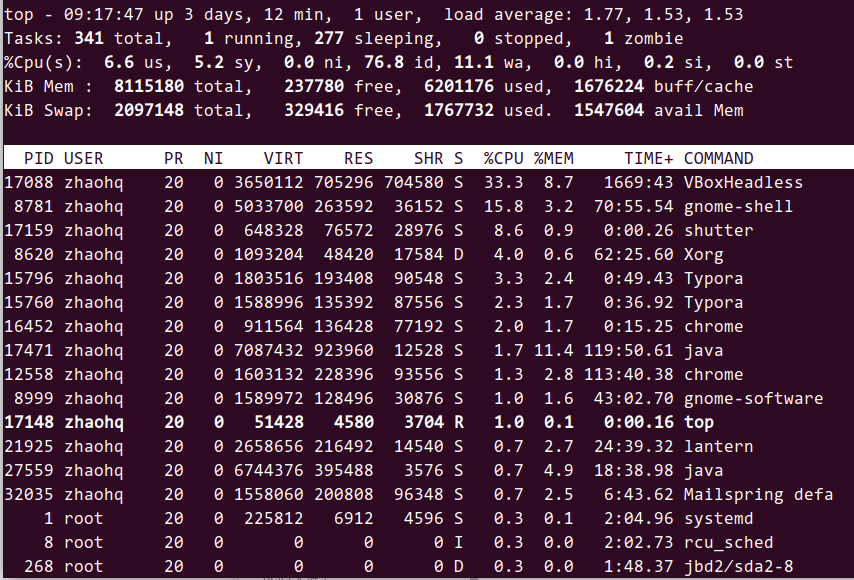 top - 09:17:47 up 3 days, 12 min,  1 user,  load average: 1.77, 1.53, 1.53
Tasks: 341 total,   1 running, 277 sleeping,   0 stopped,   1 zombie
%Cpu(s):  6.6 us,  5.2 sy,  0.0 ni, 76.8 id, 11.1 wa,  0.0 hi,  0.2 si,  0.0 st
KiB Mem :  8115180 total,   237780 free,  6201176 used,  1676224 buff/cache
KiB Swap:  2097148 total,   329416 free,  1767732 used.  1547604 avail Mem
  PID USER      PR  NI    VIRT    RES    SHR S  %CPU %MEM     TIME+ COMMAND
17088 zhaohq    20   0 3650112 705296 704580 S  33.3  8.7   1669:43 VBoxHeadless
 8781 zhaohq    20   0 5033700 263592  36152 S  15.8  3.2  70:55.54 gnome-shell
17159 zhaohq    20   0  648328  76572  28976 S   8.6  0.9   0:00.26 shutter
 8620 zhaohq    20   0 1093204  48420  17584 D   4.0  0.6  62:25.60 Xorg
15796 zhaohq    20   0 1803516 193408  90548 S   3.3  2.4   0:49.43 Typora
15760 zhaohq    20   0 1588996 135392  87556 S   2.3  1.7   0:36.92 Typora
16452 zhaohq    20   0  911564 136428  77192 S   2.0  1.7   0:15.25 chrome
17471 zhaohq    20   0 7087432 923960  12528 S   1.7 11.4 119:50.61 java
12558 zhaohq    20   0 1603132 228396  93556 S   1.3  2.8 113:40.38 chrome
 8999 zhaohq    20   0 1589972 128496  30876 S   1.0  1.6  43:02.70 gnome-software
17148 zhaohq    20   0   51428   4580   3704 R   1.0  0.1   0:00.16 top
21925 zhaohq    20   0 2658656 216492  14540 S   0.7  2.7  24:39.32 lantern
27559 zhaohq    20   0 6744376 395488   3576 S   0.7  4.9  18:38.98 java
32035 zhaohq    20   0 1558060 200808  96348 S   0.7  2.5   6:43.62 Mailspring defa
    1 root      20   0  225812   6912   4596 S   0.3  0.1   2:04.96 systemd
    8 root      20   0       0      0      0 I   0.3  0.0   2:02.73 rcu_sched
  268 root      20   0       0      0      0 D   0.3  0.0   1:48.37 jbd2/sda2-8